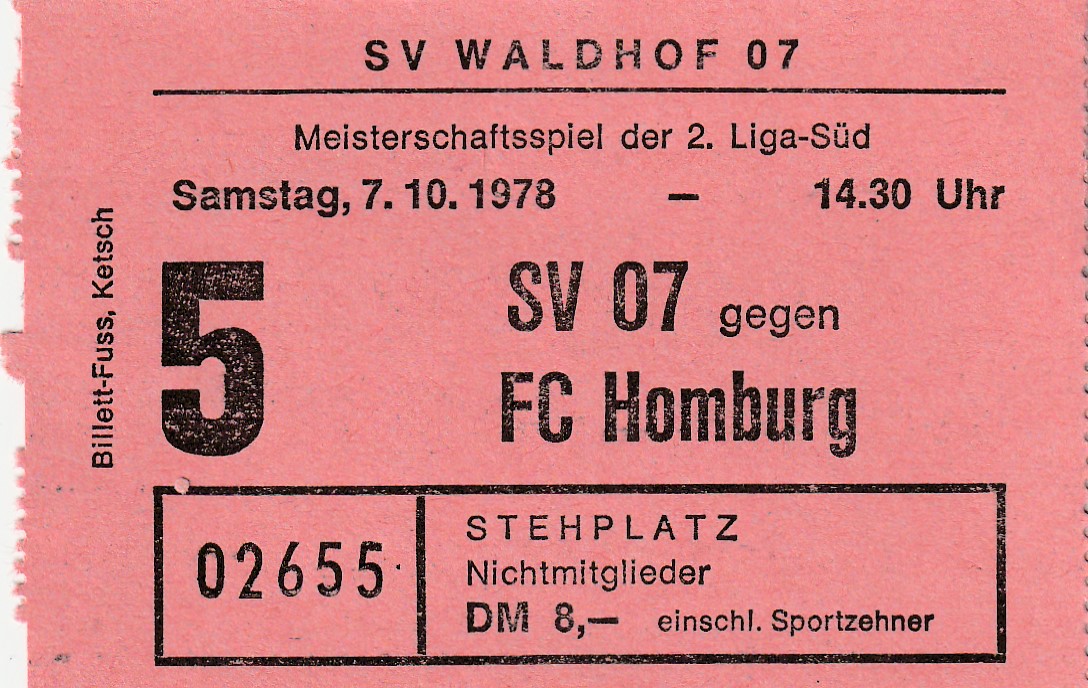 SV WALDHOF 07
Meisterschaftsspiel der 2. Liga-Süd
Samstag, 7. 10. 1978 – 14.30 Uhr
Billett-Fuss, Ketsch
5
SV 07 gegen
FC Homburg
02655
STEHPLATZ
Nichtmitglieder
DM 8,— einschl. Sportzehner